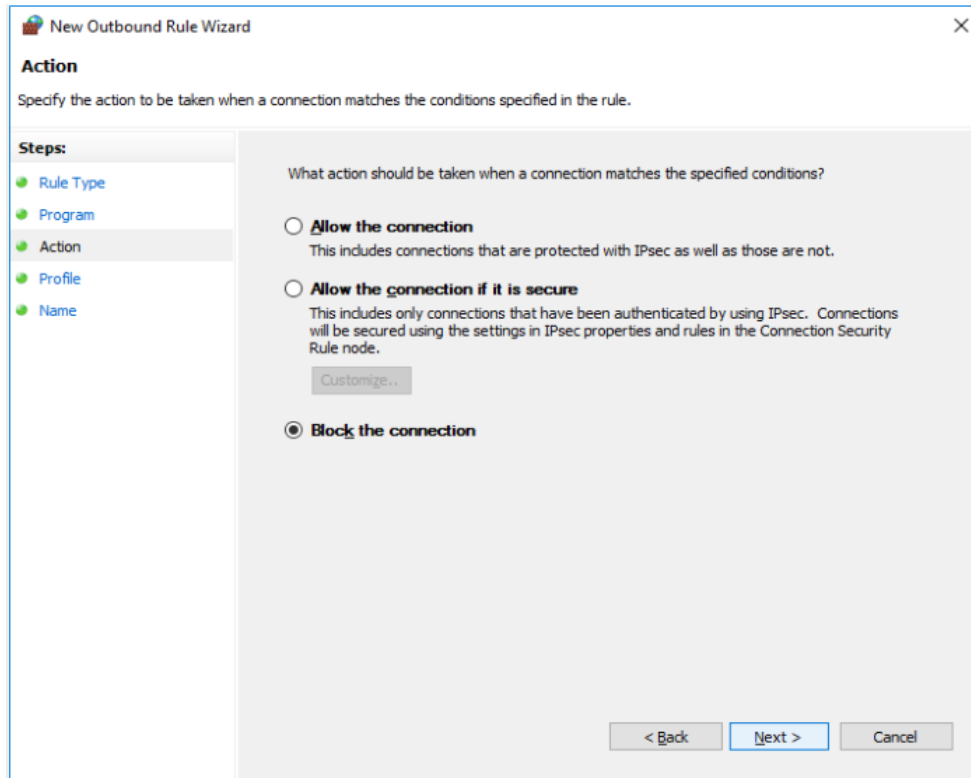 New Outbound Rule Wizard
Action
Specify the action to be taken when a connection matches the conditions specified in the rule.
Steps:
Rule Type
Program
Action
Profile
Name
What action should be taken when a connection matches the specified conditions?
Allow the connection
This includes connections that are protected with IPsec as well as those are not.
Allow the connection if it is secure
This includes only connections that have been authenticated by using IPsec. Connections
will be secured using the settings in IPsec properties and rules in the Connection Security
Rule node.
Customize..
Block the connection
< Back Next > Cancel